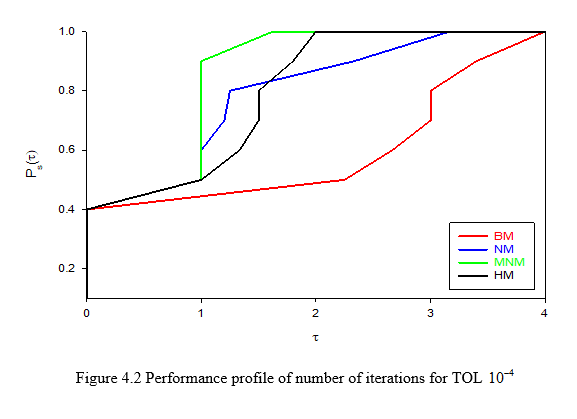 1.0
0.8
0.6
0.4
0.2
Ps(τ)
BM
NM
MNM
HM
0 1 2 3 4
τ
Figure 4.2 Performance profile of number of iterations for TOL 10⁻⁴